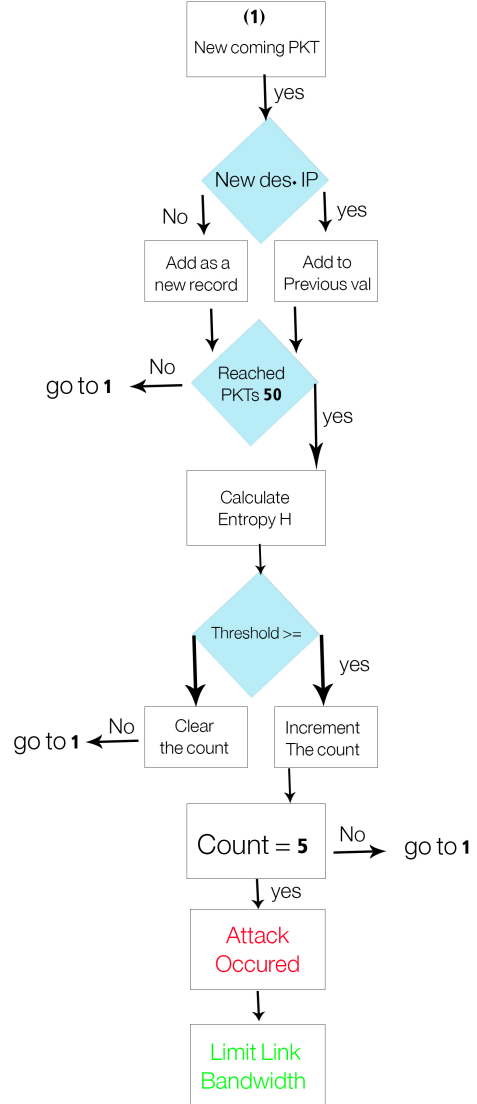 (1)
New coming PKT
yes
New des. IP
No
yes
Add as a
new record
Add to
Previous val
No
go to 1
Reached
PKTs 50
yes
Calculate
Entropy H
Threshold >=
yes
Clear
the count
Increment
The count
No
go to 1
Count = 5
No
go to 1
yes
Attack
Occured
Limit Link
Bandwidth